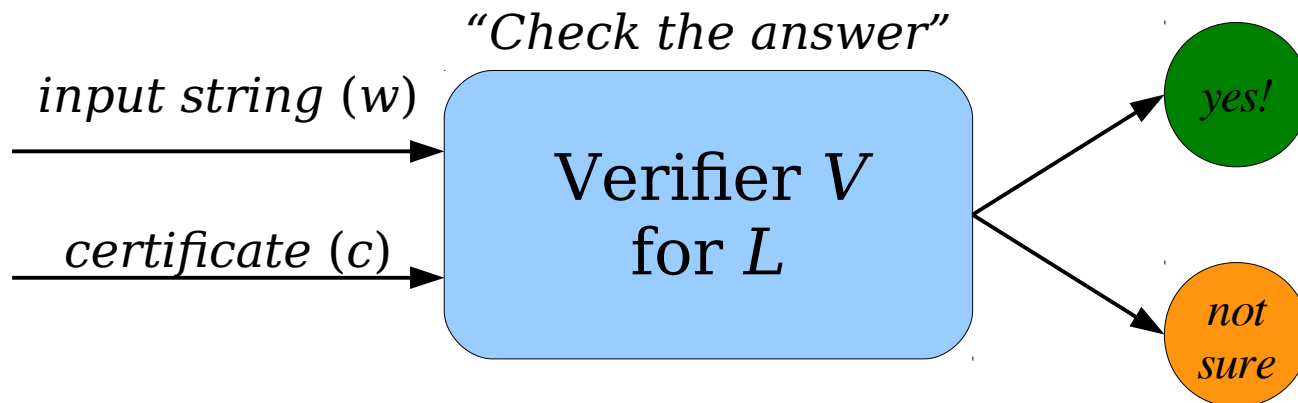 “Check the answer”
input string (w)
certificate (c)
Verifier V
for L
yes!
not
sure